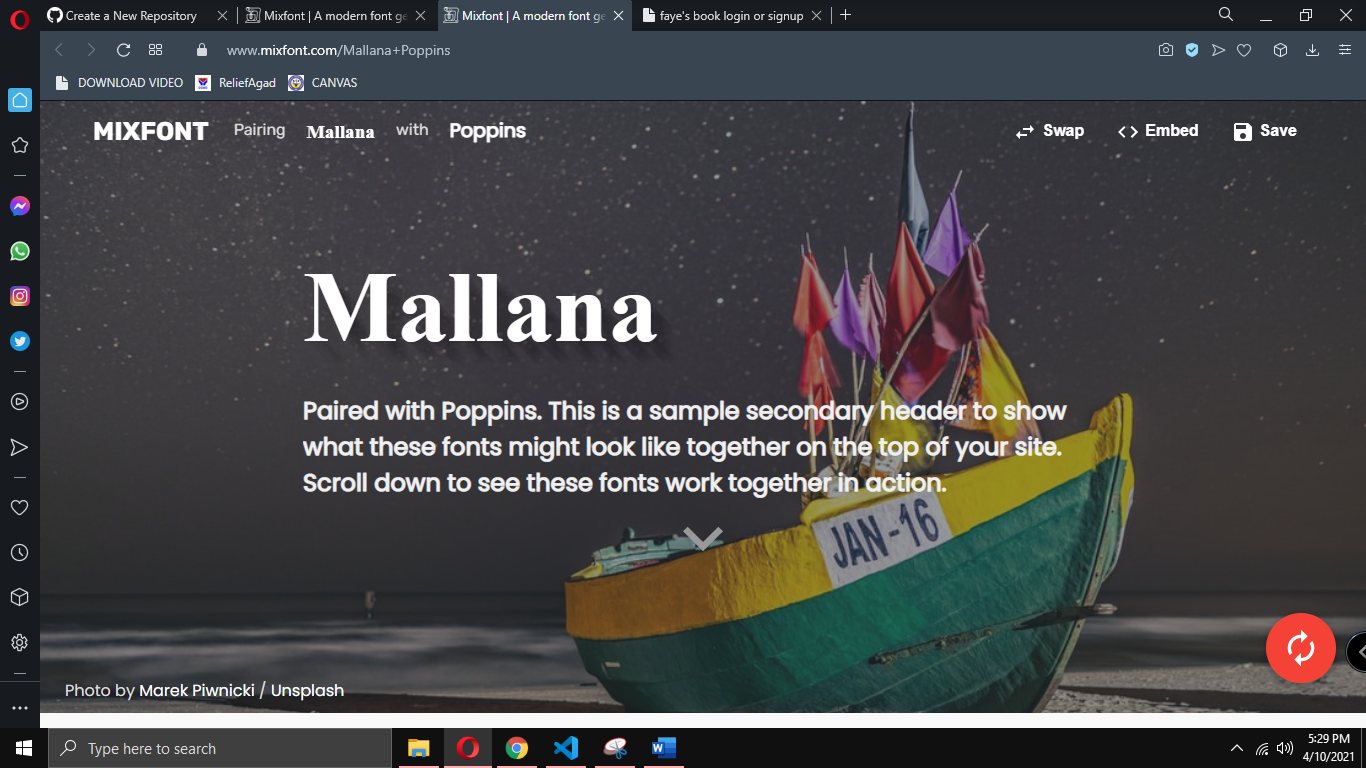 Create a New Repository
Mixfont | A modern font ge
Mixfont | A modern font ge
faye's book login or signup
www.mixfont.com/Mallana+Poppins
DOWNLOAD VIDEO
ReliefAgad
CANVAS
MIXFONT
Pairing Mallana with Poppins
Swap
Embed
Save
Mallana
Paired with Poppins. This is a sample secondary header to show
what these fonts might look like together on the top of your site.
Scroll down to see these fonts work together in action.
JAN-16
Photo by Marek Piwnicki / Unsplash
Type here to search
5:29 PM
4/10/2021